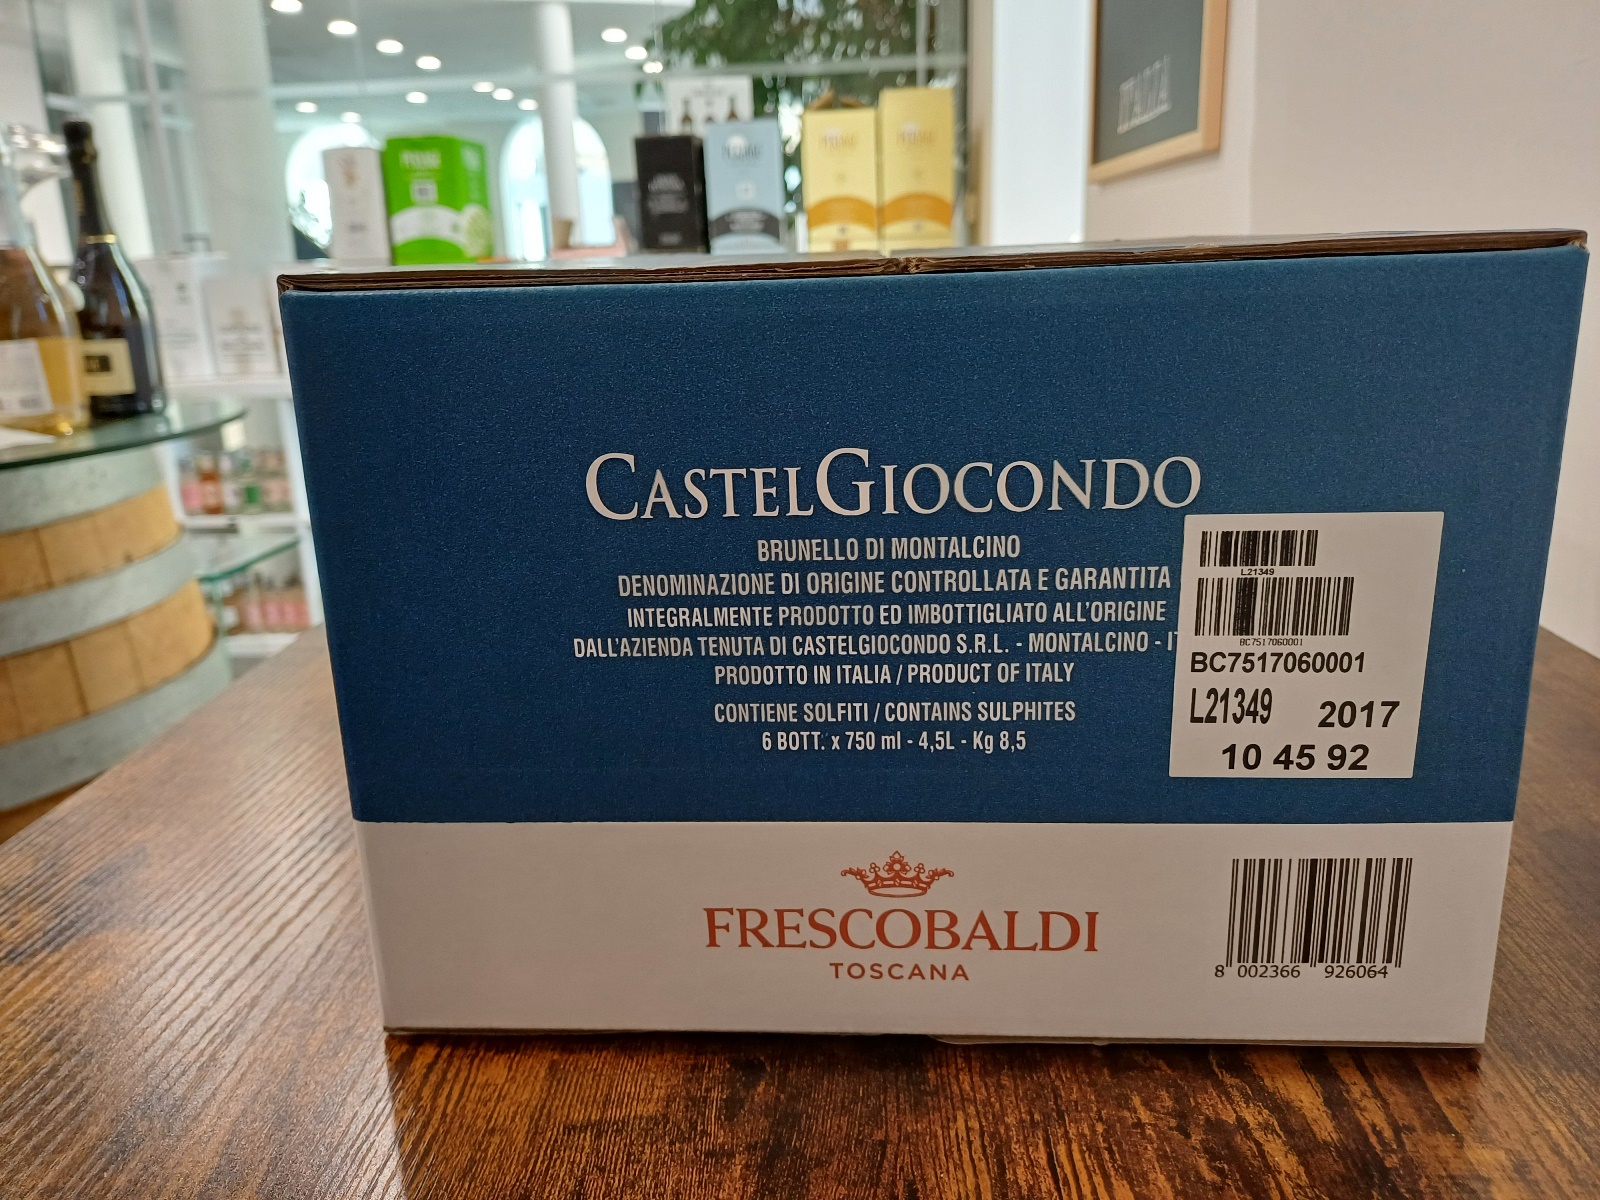 CASTELGIOCONDO
BRUNELLO DI MONTALCINO
DENOMINAZIONE DI ORIGINE CONTROLLATA E GARANTITA
INTEGRALMENTE PRODOTTO ED IMBOTTIGLIATO ALL'ORIGINE
DALL'AZIENDA TENUTA DI CASTELGIOCONDO S.R.L. - MONTALCINO -
PRODOTTO IN ITALIA / PRODUCT OF ITALY
CONTIENE SOLFITI / CONTAINS SULPHITES
6 BOTT. x 750 ml - 4,5L - Kg 8,5
L21349
BC7517060001
BC7517060001
L21349 2017
10 45 92
FRESCOBALDI
TOSCANA
8 002366 926064